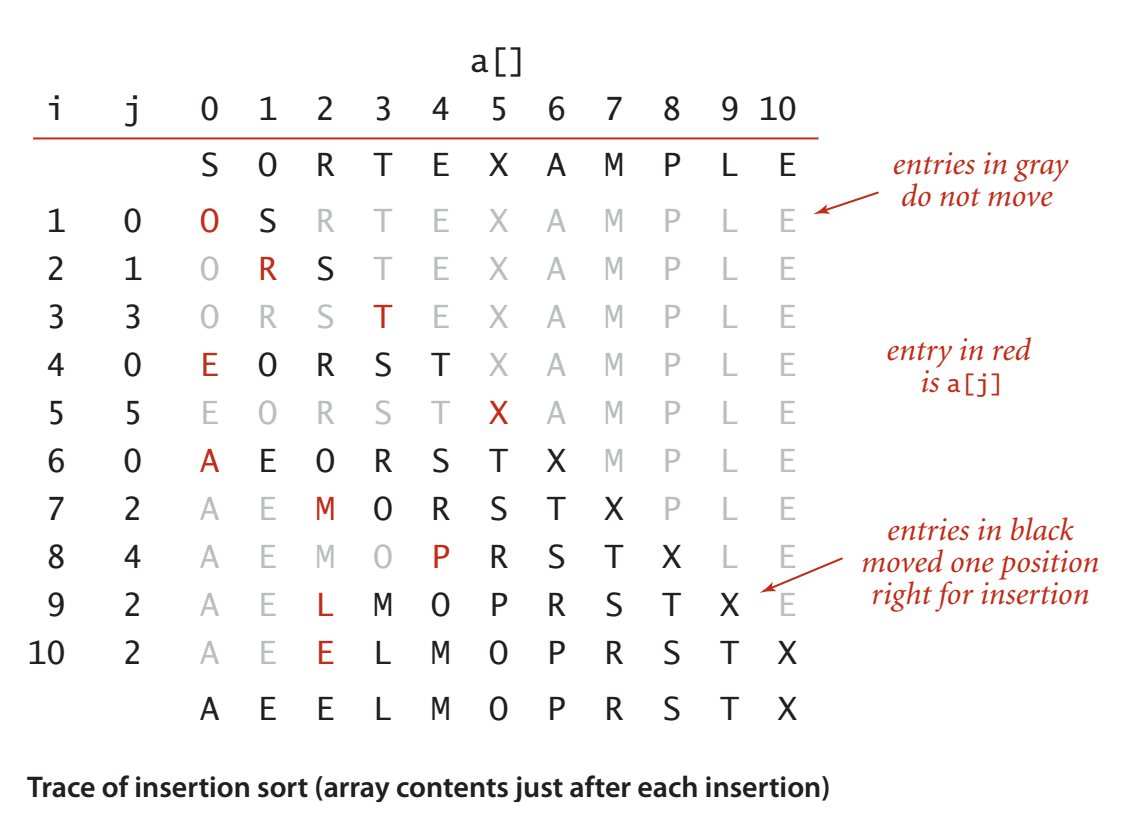 a[]
i j 0 1 2 3 4 5 6 7 8 9 10
S O R T E X A M P L E
1 0 O S R T E X A M P L E
2 1 O R S T E X A M P L E
3 3 O R S T E X A M P L E
4 0 E O R S T X A M P L E
5 5 E O R S T X A M P L E
6 0 A E O R S T X M P L E
7 2 A E M O R S T X P L E
8 4 A E M O P R S T X L E
9 2 A E L M O P R S T X E
10 2 A E E L M O P R S T X
A E E L M O P R S T X
entries in gray
do not move
entry in red
is a[j]
entries in black
moved one position
right for insertion
Trace of insertion sort (array contents just after each insertion)